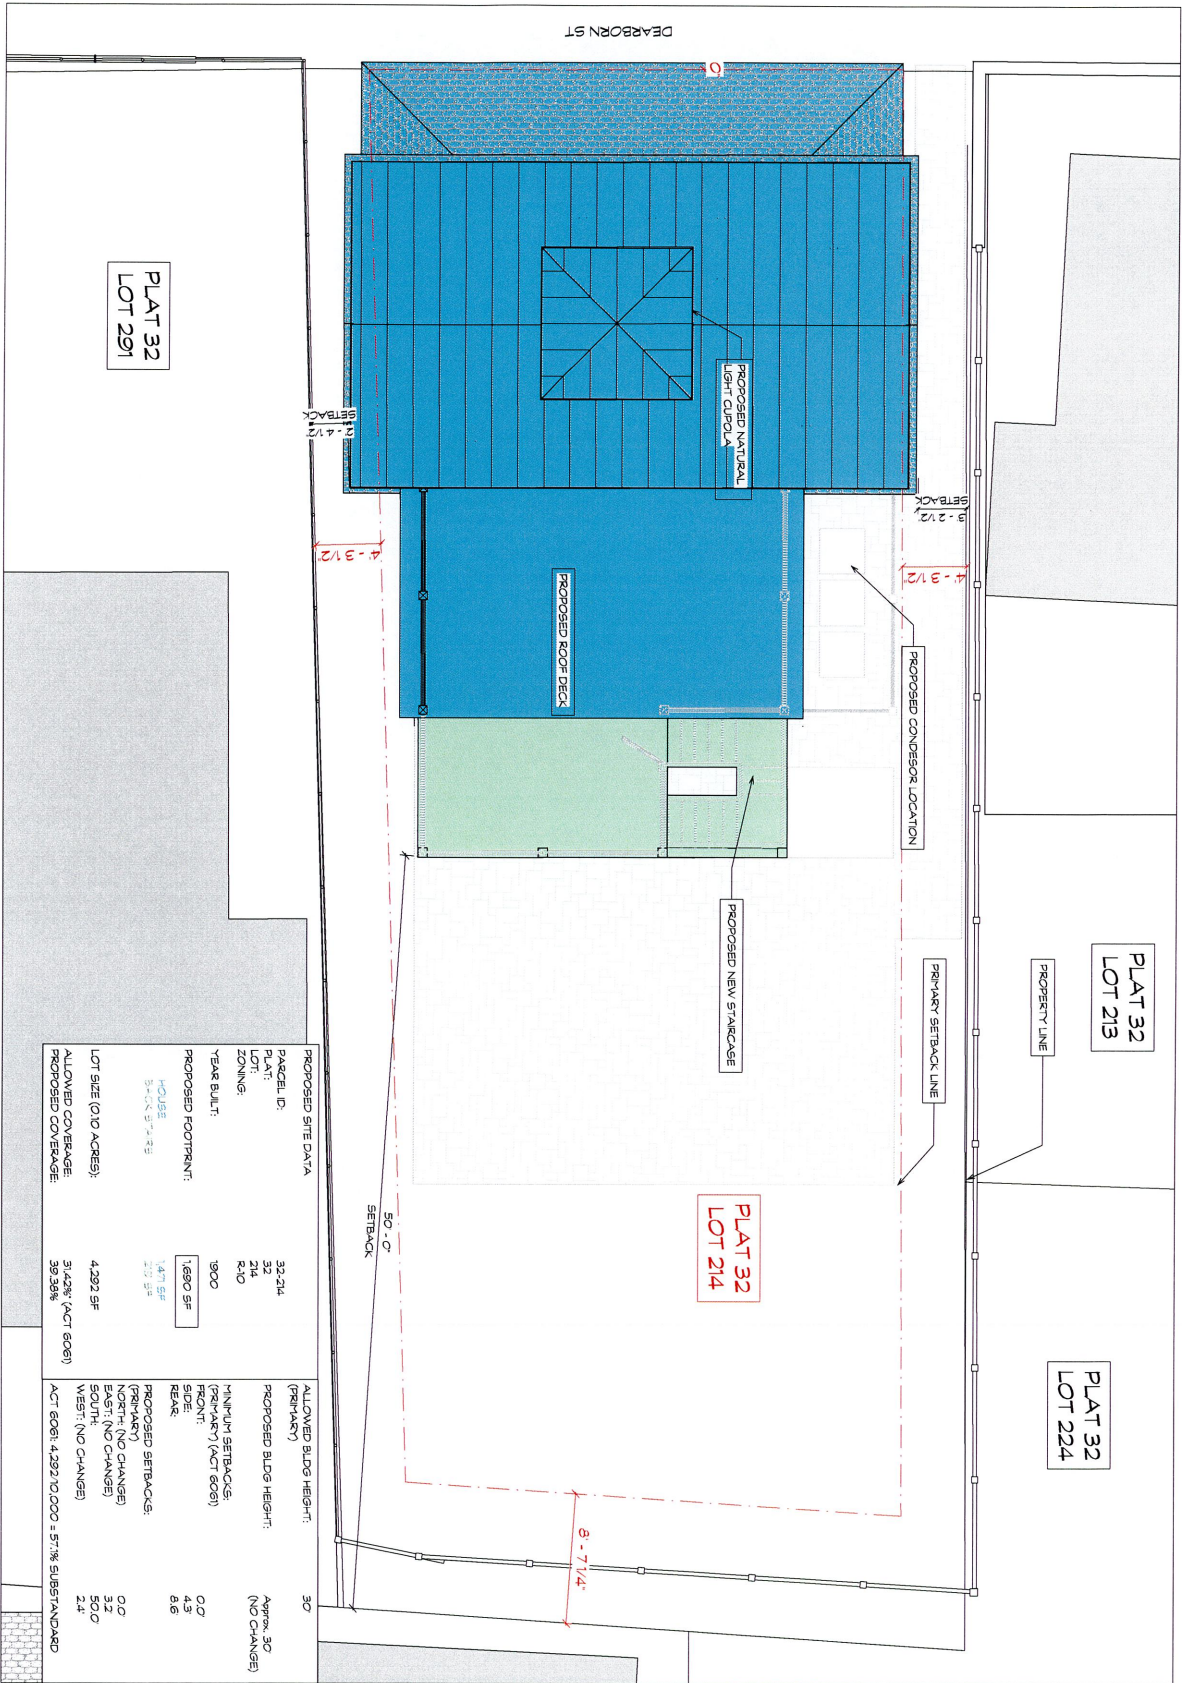 DEARBORN ST
0'
PLAT 32
LOT 291
2' - 4 1/2"
SETBACK
4' - 3 1/2"
PROPOSED NATURAL
LIGHT CUPOLA
3' - 2 1/2"
SETBACK
4' - 3 1/2"
PROPOSED ROOF DECK
PROPOSED CONDESOR LOCATION
PROPOSED NEW STAIRCASE
PRIMARY SETBACK LINE
PROPERTY LINE
PLAT 32
LOT 213
PLAT 32
LOT 214
PLAT 32
LOT 224
50' - 0"
SETBACK
8' - 7 1/4"
PROPOSED SITE DATA
PARCEL ID: 32-214
PLAT: 32
LOT: 214
ZONING: R-10
YEAR BUILT: 1900
PROPOSED FOOTPRINT: 1,690 SF
HOUSE 1,471 SF
BACK STAIRS
LOT SIZE (0.10 ACRES): 4,292 SF
ALLOWED COVERAGE: 31.42% (ACT 6061)
PROPOSED COVERAGE: 39.38%
ALLOWED BLDG HEIGHT: 30'
(PRIMARY)
PROPOSED BLDG HEIGHT: Approx. 30'
(NO CHANGE)
MINIMUM SETBACKS:
(PRIMARY) (ACT 6061)
FRONT: 0.0'
SIDE: 4.3'
REAR: 8.6'
PROPOSED SETBACKS:
(PRIMARY)
NORTH: (NO CHANGE) 0.0'
EAST: (NO CHANGE) 3.2
SOUTH: 50.0'
WEST: (NO CHANGE) 2.4'
ACT 6061: 4,292/10,000 = 57.1% SUBSTANDARD